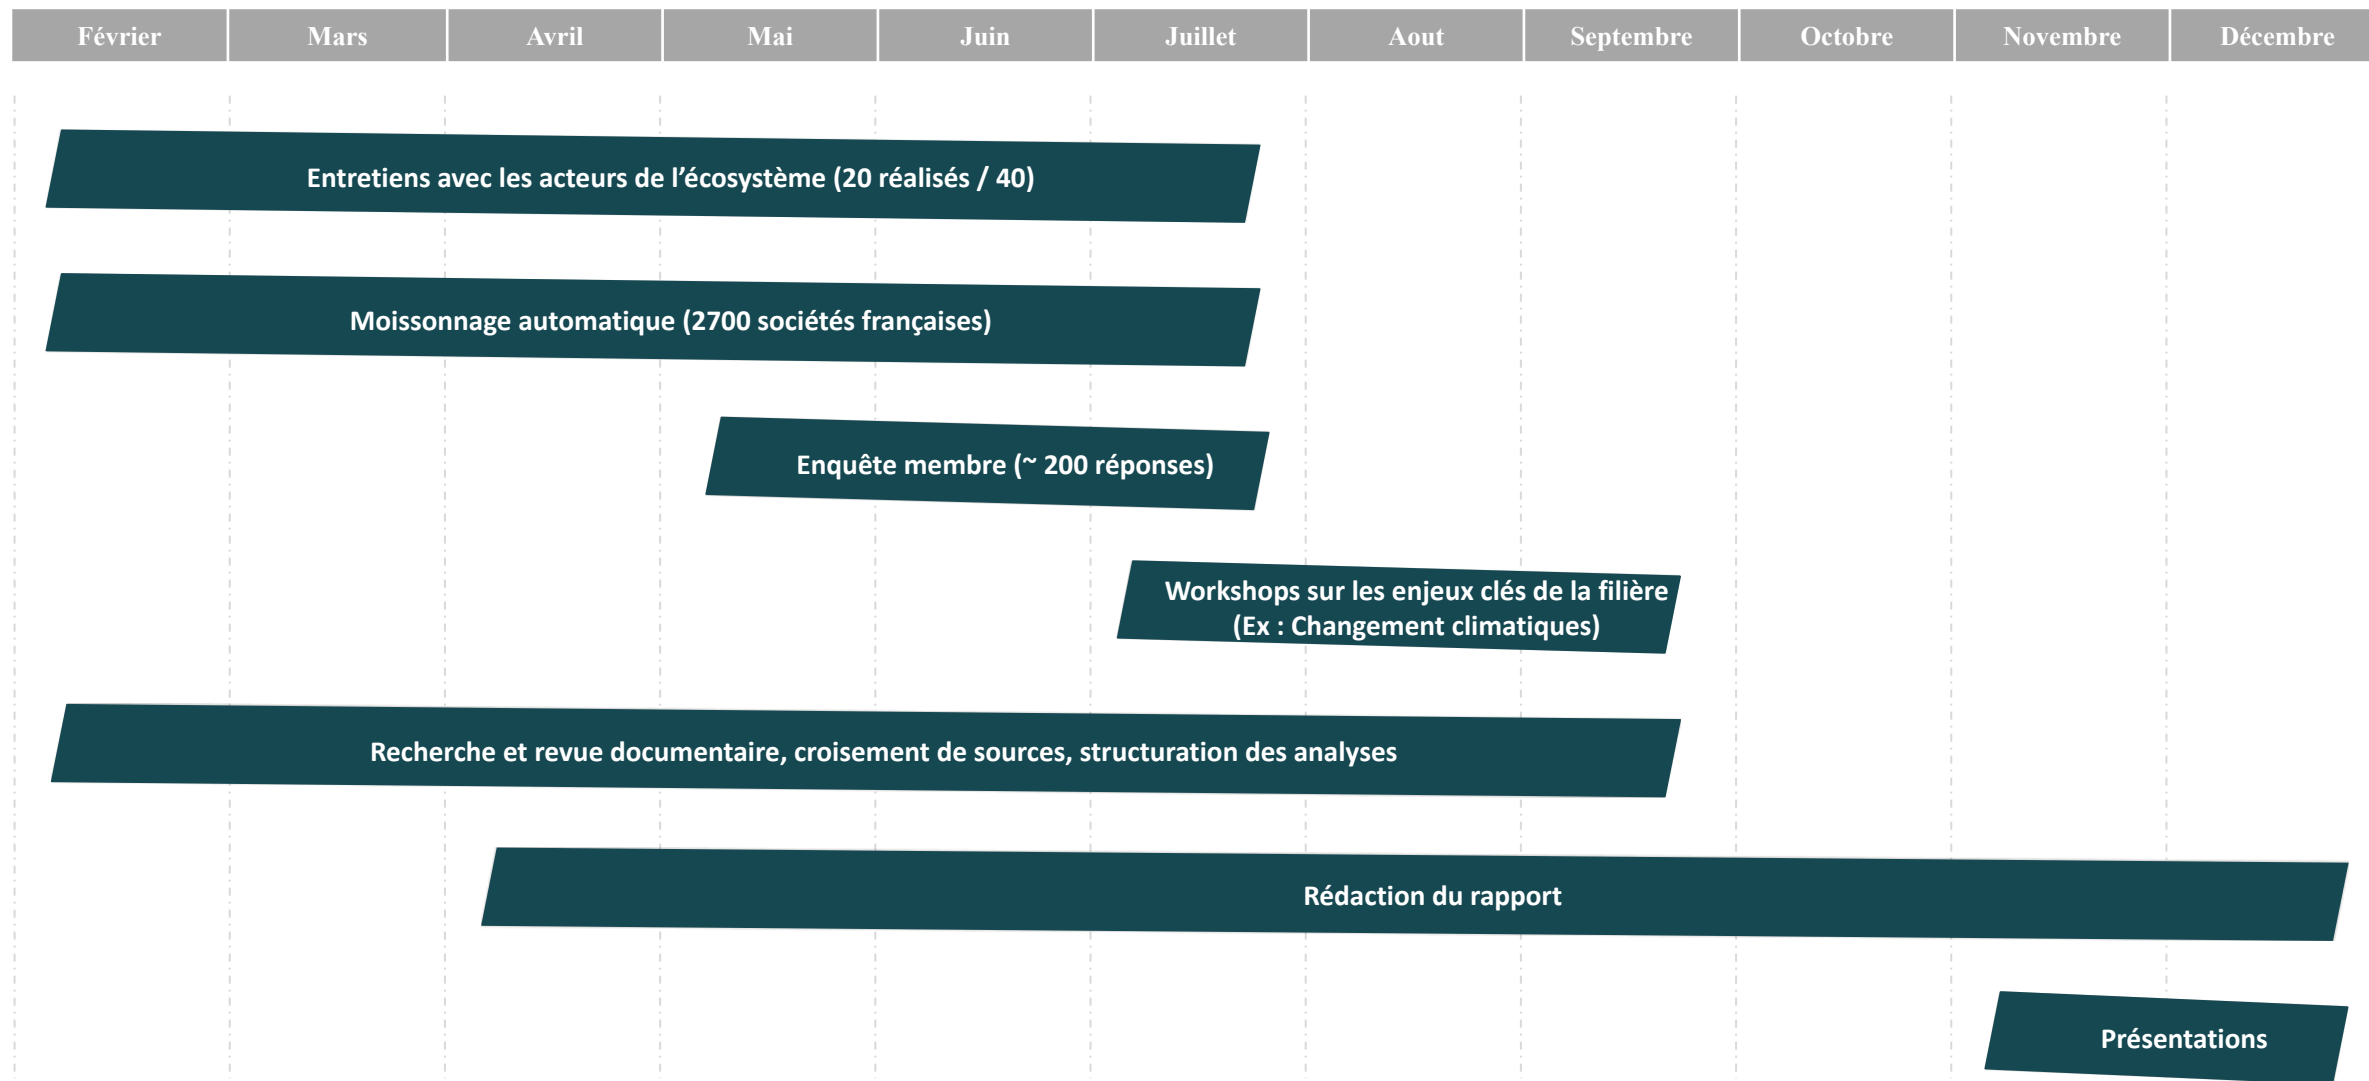 Février Mars Avril Mai Juin Juillet Aout Septembre Octobre Novembre Décembre
Entretiens avec les acteurs de l’écosystème (20 réalisés / 40)
Moissonnage automatique (2700 sociétés françaises)
Enquête membre (~ 200 réponses)
Workshops sur les enjeux clés de la filière
(Ex : Changement climatiques)
Recherche et revue documentaire, croisement de sources, structuration des analyses
Rédaction du rapport
Présentations